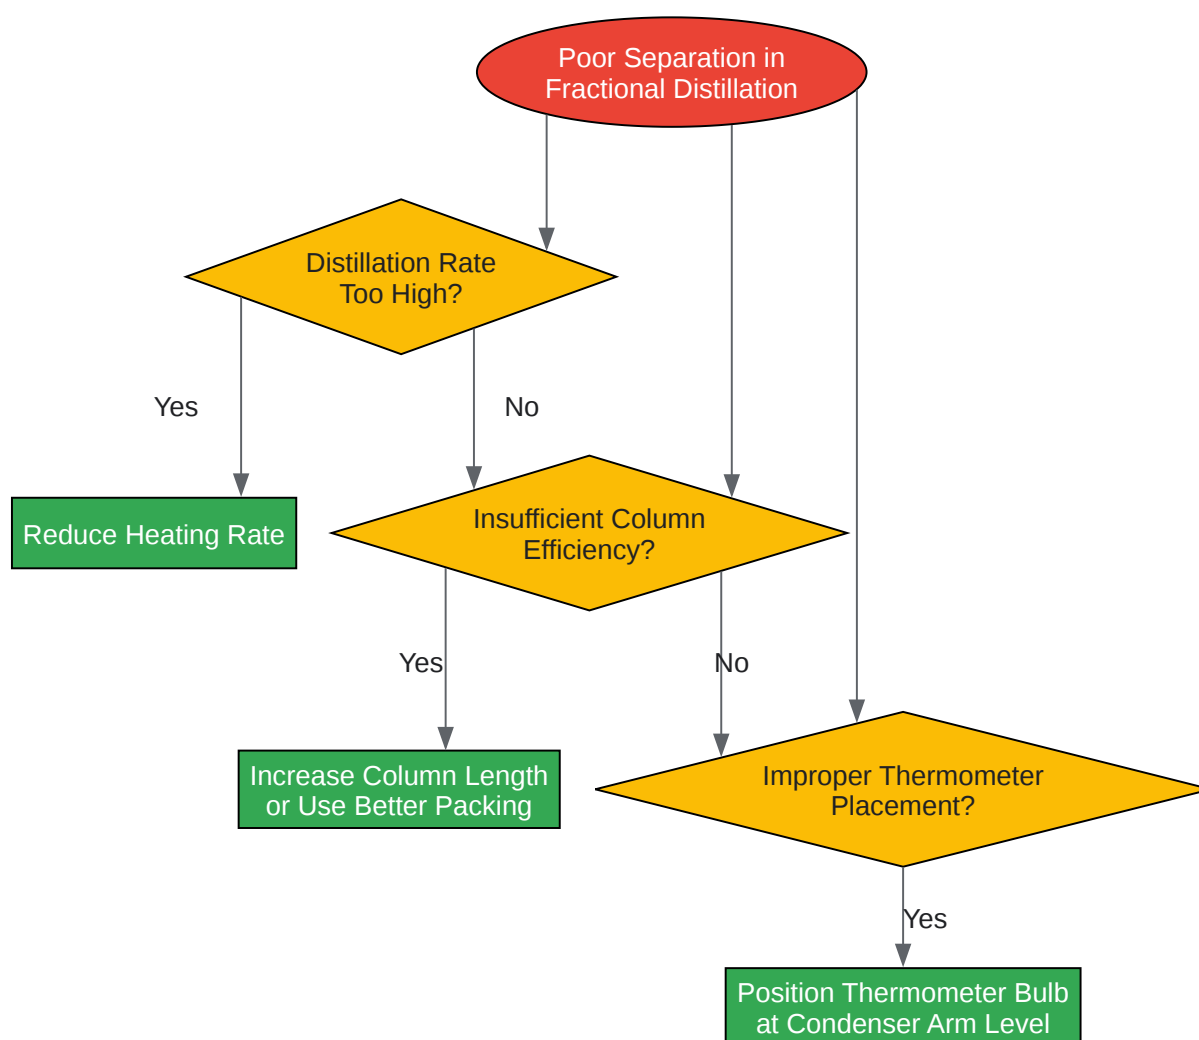 Poor Separation in
Fractional Distillation
Distillation Rate
Too High?
Yes
No
Reduce Heating Rate
Insufficient Column
Efficiency?
Yes
No
Increase Column Length
or Use Better Packing
Improper Thermometer
Placement?
Yes
Position Thermometer Bulb
at Condenser Arm Level